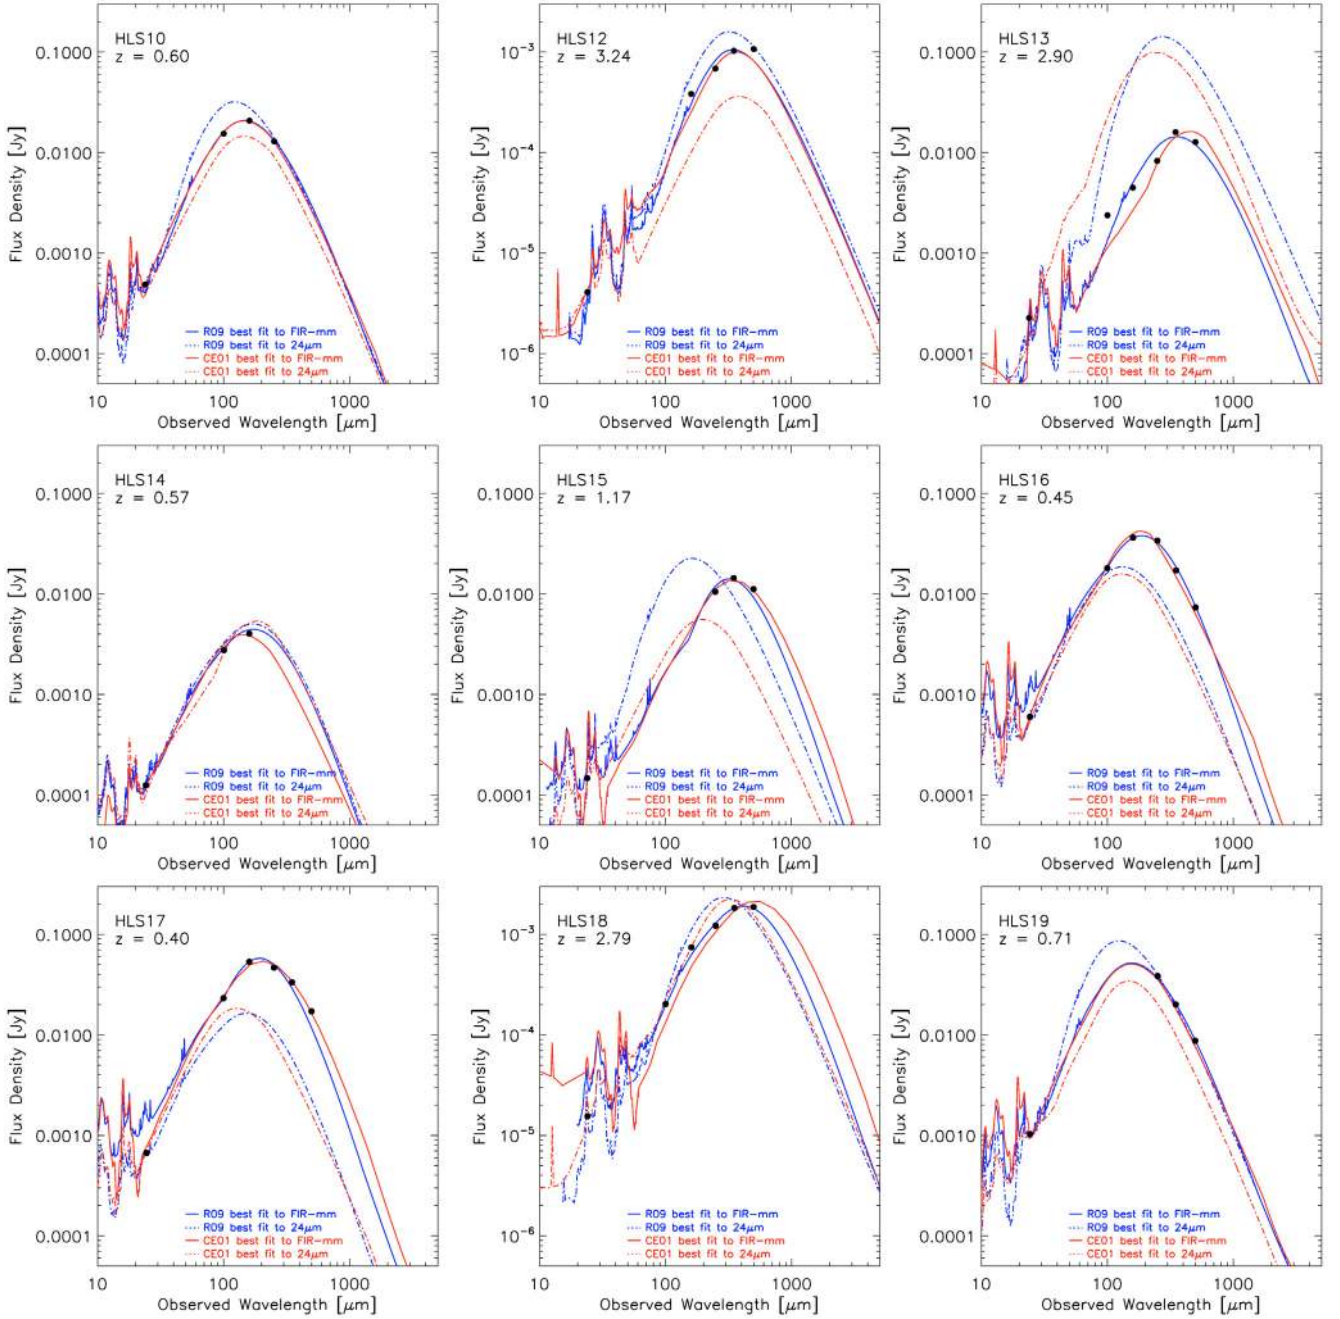 HLS10
z = 0.60
0.1000
0.0100
0.0010
0.0001
Flux Density [Jy]
R09 best fit to FIR-mm
R09 best fit to 24μm
CE01 best fit to FIR-mm
CE01 best fit to 24μm
10 100 1000
Observed Wavelength [μm]
HLS12
z = 3.24
10⁻³
10⁻⁴
10⁻⁵
10⁻⁶
Flux Density [Jy]
R09 best fit to FIR-mm
R09 best fit to 24μm
CE01 best fit to FIR-mm
CE01 best fit to 24μm
10 100 1000
Observed Wavelength [μm]
HLS13
z = 2.90
0.1000
0.0100
0.0010
0.0001
Flux Density [Jy]
R09 best fit to FIR-mm
R09 best fit to 24μm
CE01 best fit to FIR-mm
CE01 best fit to 24μm
10 100 1000
Observed Wavelength [μm]
HLS14
z = 0.57
0.1000
0.0100
0.0010
0.0001
Flux Density [Jy]
R09 best fit to FIR-mm
R09 best fit to 24μm
CE01 best fit to FIR-mm
CE01 best fit to 24μm
10 100 1000
Observed Wavelength [μm]
HLS15
z = 1.17
0.1000
0.0100
0.0010
0.0001
Flux Density [Jy]
R09 best fit to FIR-mm
R09 best fit to 24μm
CE01 best fit to FIR-mm
CE01 best fit to 24μm
10 100 1000
Observed Wavelength [μm]
HLS16
z = 0.45
0.1000
0.0100
0.0010
0.0001
Flux Density [Jy]
R09 best fit to FIR-mm
R09 best fit to 24μm
CE01 best fit to FIR-mm
CE01 best fit to 24μm
10 100 1000
Observed Wavelength [μm]
HLS17
z = 0.40
0.1000
0.0100
0.0010
0.0001
Flux Density [Jy]
R09 best fit to FIR-mm
R09 best fit to 24μm
CE01 best fit to FIR-mm
CE01 best fit to 24μm
10 100 1000
Observed Wavelength [μm]
HLS18
z = 2.79
10⁻³
10⁻⁴
10⁻⁵
10⁻⁶
Flux Density [Jy]
R09 best fit to FIR-mm
R09 best fit to 24μm
CE01 best fit to FIR-mm
CE01 best fit to 24μm
10 100 1000
Observed Wavelength [μm]
HLS19
z = 0.71
0.1000
0.0100
0.0010
0.0001
Flux Density [Jy]
R09 best fit to FIR-mm
R09 best fit to 24μm
CE01 best fit to FIR-mm
CE01 best fit to 24μm
10 100 1000
Observed Wavelength [μm]